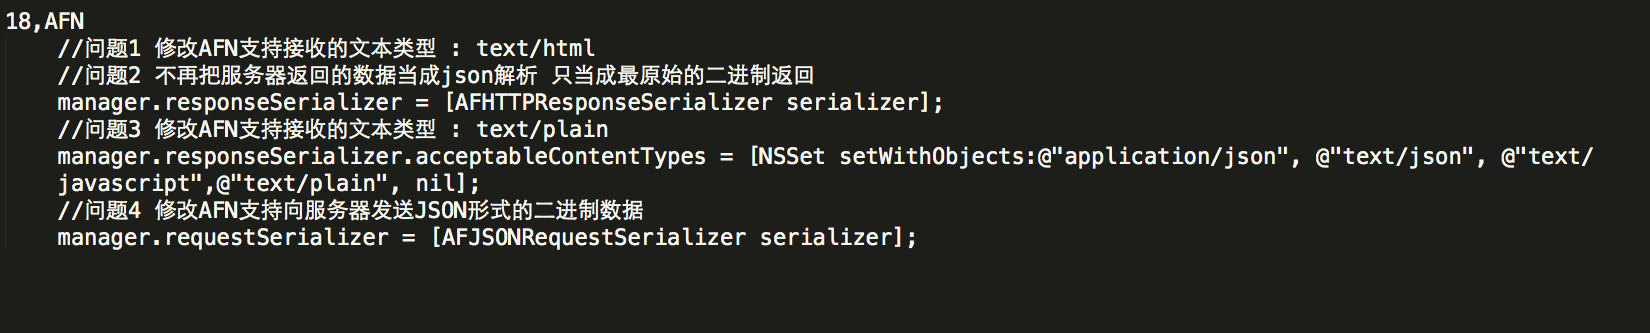 18,AFN
//问题1 修改AFN支持接收的文本类型 : text/html
//问题2 不再把服务器返回的数据当成json解析 只当成最原始的二进制返回
manager.responseSerializer = [AFHTTPResponseSerializer serializer];
//问题3 修改AFN支持接收的文本类型 : text/plain
manager.responseSerializer.acceptableContentTypes = [NSSet setWithObjects:@"application/json", @"text/json", @"text/
javascript",@"text/plain", nil];
//问题4 修改AFN支持向服务器发送JSON形式的二进制数据
manager.requestSerializer = [AFJSONRequestSerializer serializer];